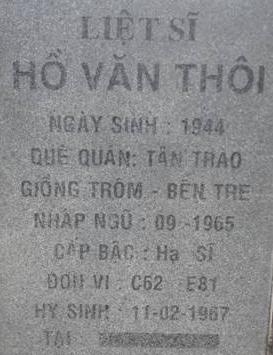 LIỆT SĨ
HỒ VĂN THÔI
NGÀY SINH : 1944
QUÊ QUÁN: TÂN TRÀO
GIỒNG TRÔM - BẾN TRE
NHẬP NGŨ : 09 -1965
CẤP BẬC : Hạ SĨ
ĐƠN VỊ : C62 E81
HY SINH : 11-02-1967
TẠI :